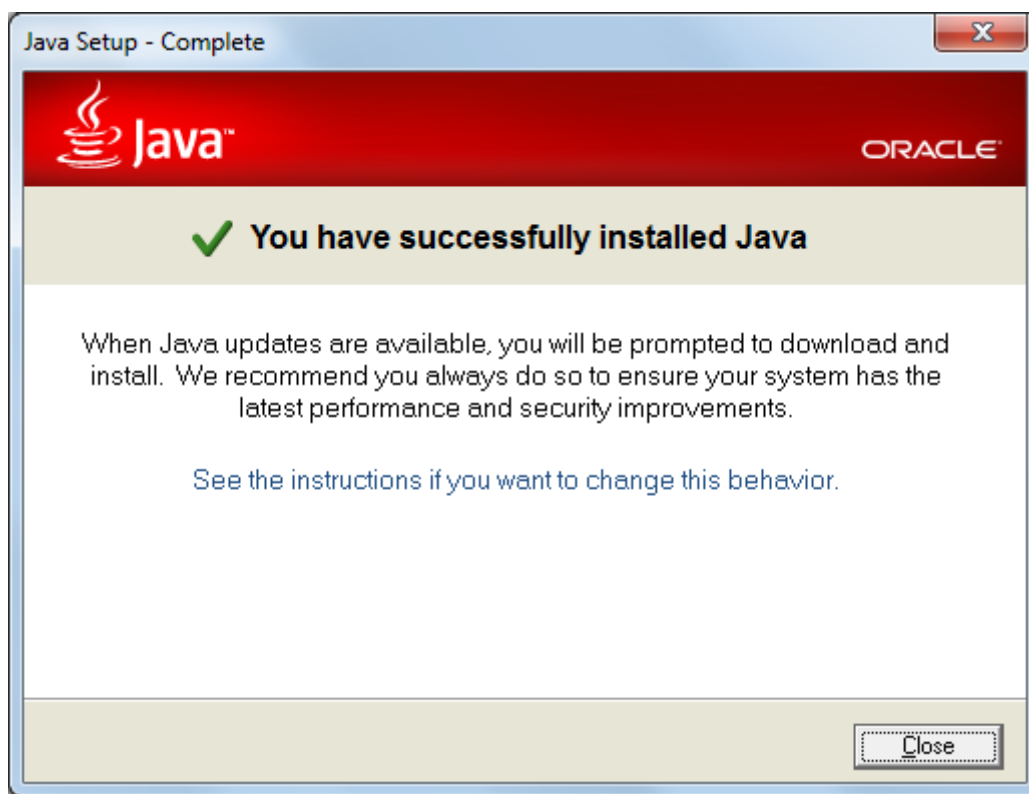 Java Setup - Complete
Java™
ORACLE®
You have successfully installed Java
When Java updates are available, you will be prompted to download and
install. We recommend you always do so to ensure your system has the
latest performance and security improvements.
See the instructions if you want to change this behavior.
Close